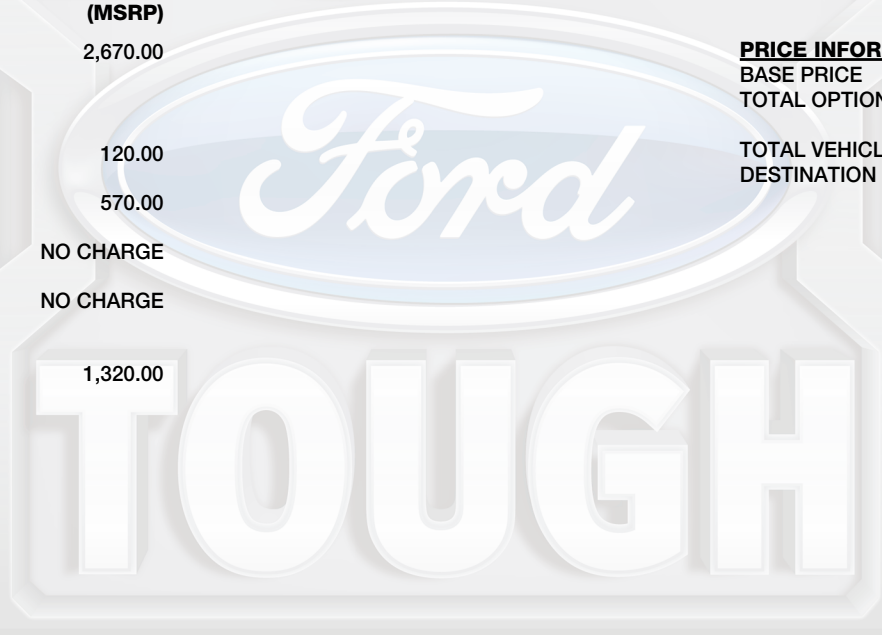 (MSRP)
2,670.00
120.00
570.00
NO CHARGE
NO CHARGE
1,320.00
PRICE INFOR
BASE PRICE
TOTAL OPTION
TOTAL VEHICL
DESTINATION
Ford
TOUGH